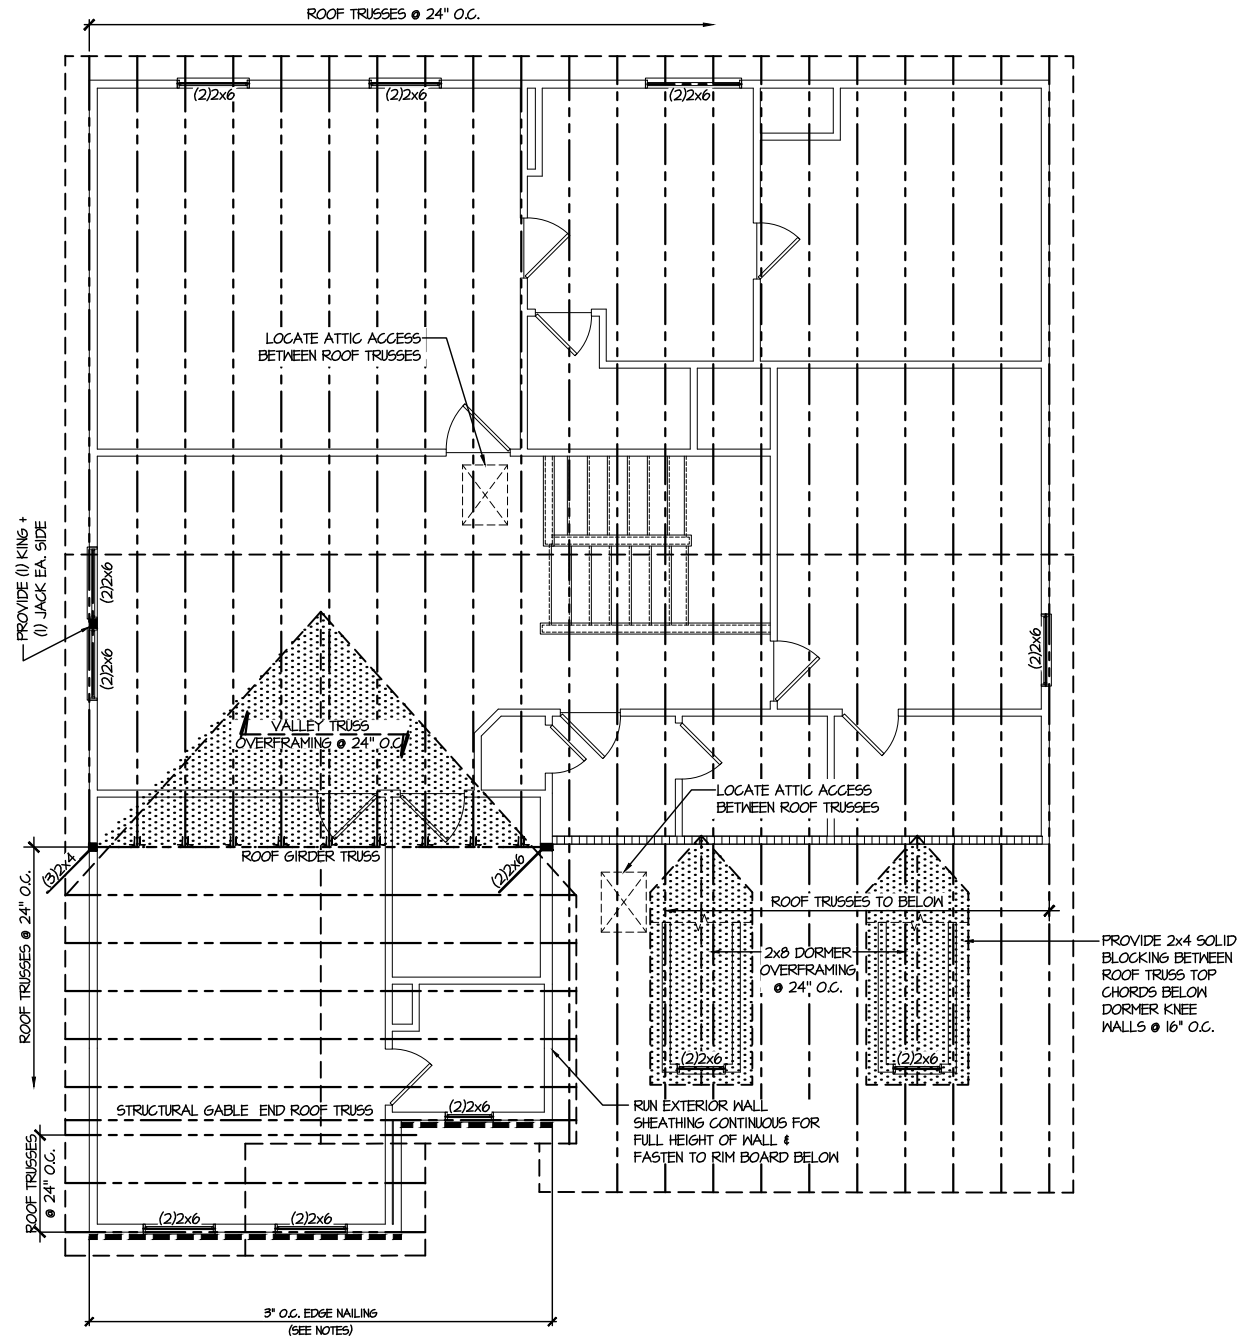 ROOF TRUSSES @ 24" O.C.
(2)2x6
(2)2x6
(2)2x6
LOCATE ATTIC ACCESS
BETWEEN ROOF TRUSSES
PROVIDE (1) KING +
(1) JACK EA. SIDE
(2)2x6
(2)2x6
(2)2x6
VALLEY TRUSS
OVERFRAMING @ 24" O.C.
LOCATE ATTIC ACCESS
BETWEEN ROOF TRUSSES
ROOF GIRDER TRUSS
(3)2x4
(2)2x6
ROOF TRUSSES @ 24" O.C.
ROOF TRUSSES TO BELOW
2x8 DORMER
OVERFRAMING
@ 24" O.C.
PROVIDE 2x4 SOLID
BLOCKING BETWEEN
ROOF TRUSS TOP
CHORDS BELOW
DORMER KNEE
WALLS @ 16" O.C.
(2)2x6
(2)2x6
STRUCTURAL GABLE END ROOF TRUSS
(2)2x6
RUN EXTERIOR WALL
SHEATHING CONTINUOUS FOR
FULL HEIGHT OF WALL &
FASTEN TO RIM BOARD BELOW
ROOF TRUSSES
@ 24" O.C.
(2)2x6
(2)2x6
3" O.C. EDGE NAILING
(SEE NOTES)